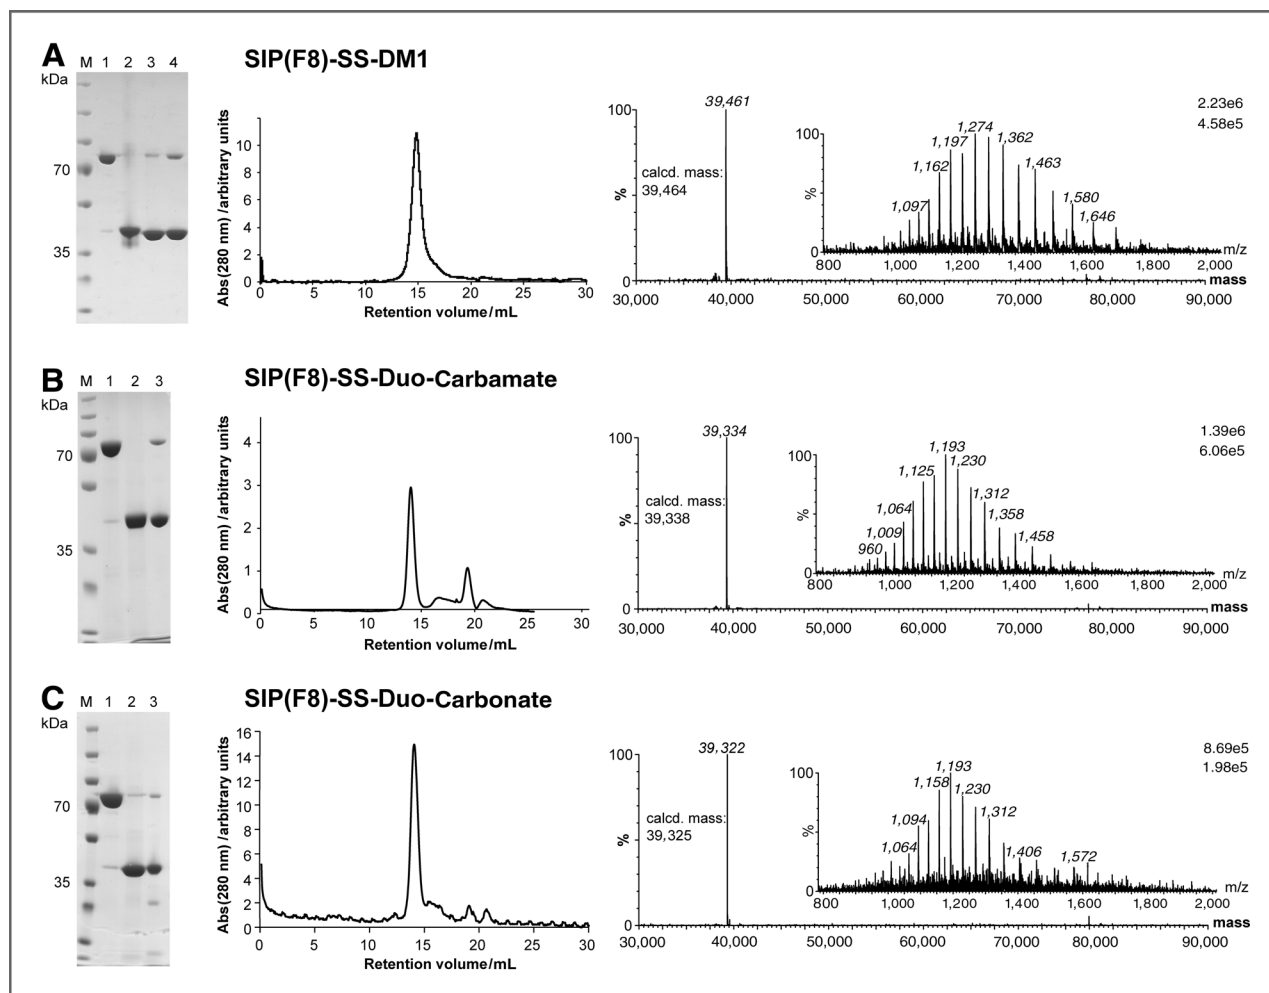 A
M 1 2 3 4
kDa
70
35
SIP(F8)-SS-DM1
Abs(280 nm) /arbitrary units
12
10
8
6
4
2
0
0 5 10 15 20 25 30
Retention volume/mL
39,461
100
calcd. mass:
39,464
%
0
30,000 40,000 50,000 60,000 70,000 80,000 90,000
mass
2.23e6
4.58e5
100
%
0
1,097
1,162
1,197
1,274
1,362
1,463
1,580
1,646
m/z
800 1,000 1,200 1,400 1,600 1,800 2,000
B
M 1 2 3
kDa
70
35
SIP(F8)-SS-Duo-Carbamate
Abs(280 nm) /arbitrary units
4
3
2
1
0
0 5 10 15 20 25 30
Retention volume/mL
39,334
100
calcd. mass:
39,338
%
0
30,000 40,000 50,000 60,000 70,000 80,000 90,000
mass
1.39e6
6.06e5
100
%
0
960
1,009
1,064
1,125
1,193
1,230
1,312
1,358
1,458
m/z
800 1,000 1,200 1,400 1,600 1,800 2,000
C
M 1 2 3
kDa
70
35
SIP(F8)-SS-Duo-Carbonate
Abs(280 nm) /arbitrary units
16
14
12
10
8
6
4
2
0
0 5 10 15 20 25 30
Retention volume/mL
39,322
100
calcd. mass:
39,325
%
0
30,000 40,000 50,000 60,000 70,000 80,000 90,000
mass
8.69e5
1.98e5
100
%
0
1,064
1,094
1,158
1,193
1,230
1,312
1,406
1,572
m/z
800 1,000 1,200 1,400 1,600 1,800 2,000